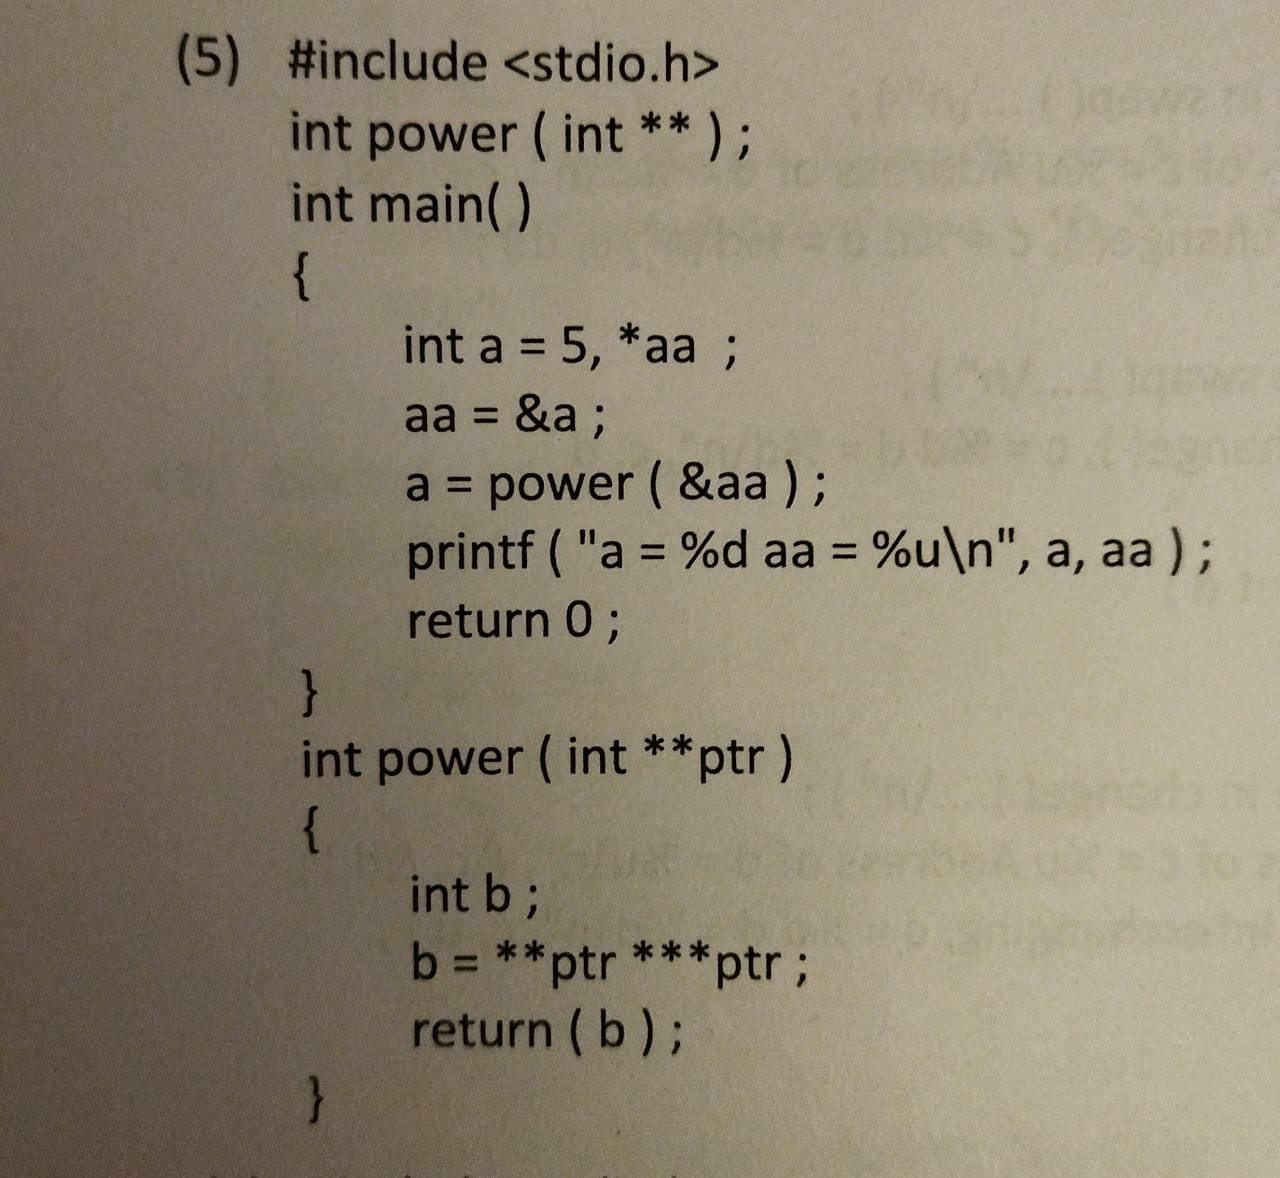 (5) #include <stdio.h>
int power ( int ** ) ;
int main( )
{
int a = 5, *aa ;
aa = &a ;
a = power ( &aa ) ;
printf ( "a = %d aa = %u\n", a, aa ) ;
return 0 ;
}
int power ( int **ptr )
{
int b ;
b = **ptr ***ptr ;
return ( b ) ;
}